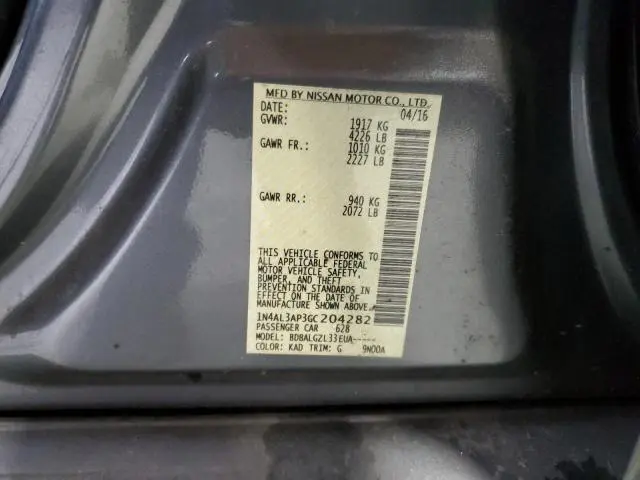 MFD BY NISSAN MOTOR CO., LTD.
DATE: 04/16
GVWR: 1917 KG
4226 LB
GAWR FR.: 1010 KG
2227 LB
GAWR RR.: 940 KG
2072 LB
THIS VEHICLE CONFORMS TO
ALL APPLICABLE FEDERAL
MOTOR VEHICLE SAFETY,
BUMPER, AND THEFT
PREVENTION STANDARDS IN
EFFECT ON THE DATE OF
MANUFACTURE SHOWN ABOVE.
1N4AL3AP3GC204282
PASSENGER CAR 628
MODEL: BDBALGZL33EUA-----
COLOR: KAD TRIM: G 9N00A